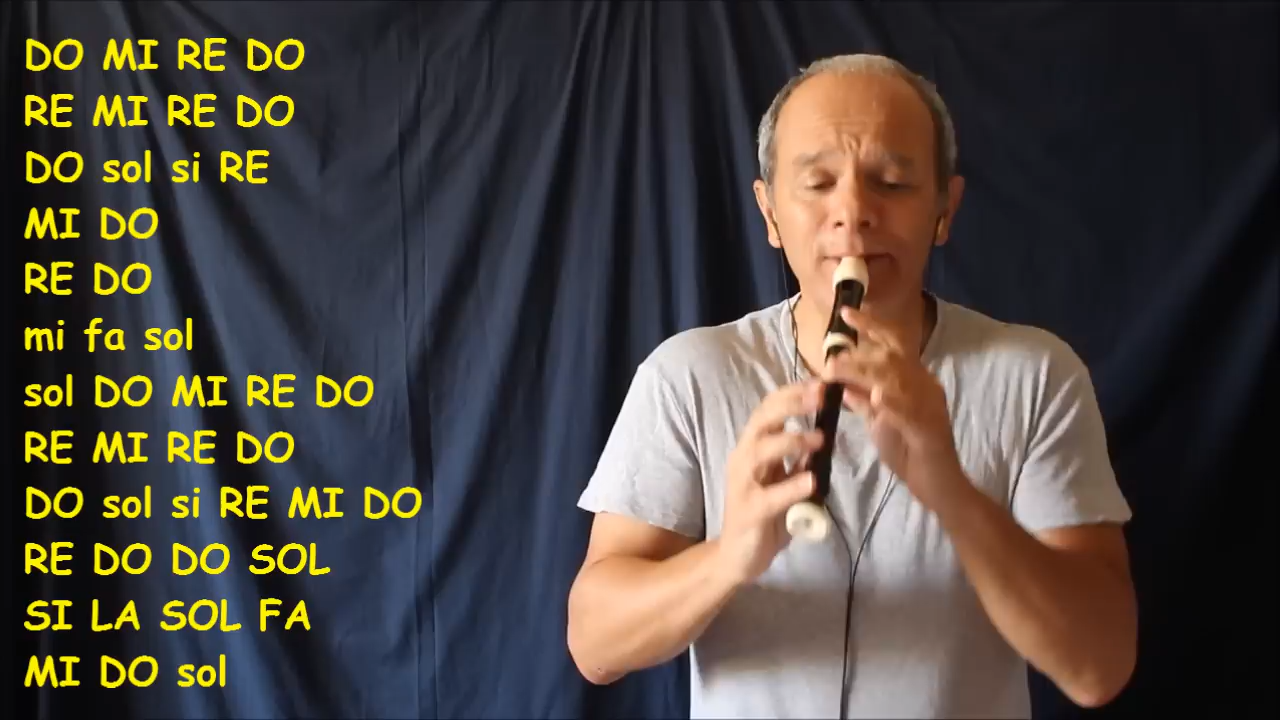 DO MI RE DO
RE MI RE DO
DO sol si RE
MI DO
RE DO
mi fa sol
sol DO MI RE DO
RE MI RE DO
DO sol si RE MI DO
RE DO DO SOL
SI LA SOL FA
MI DO sol